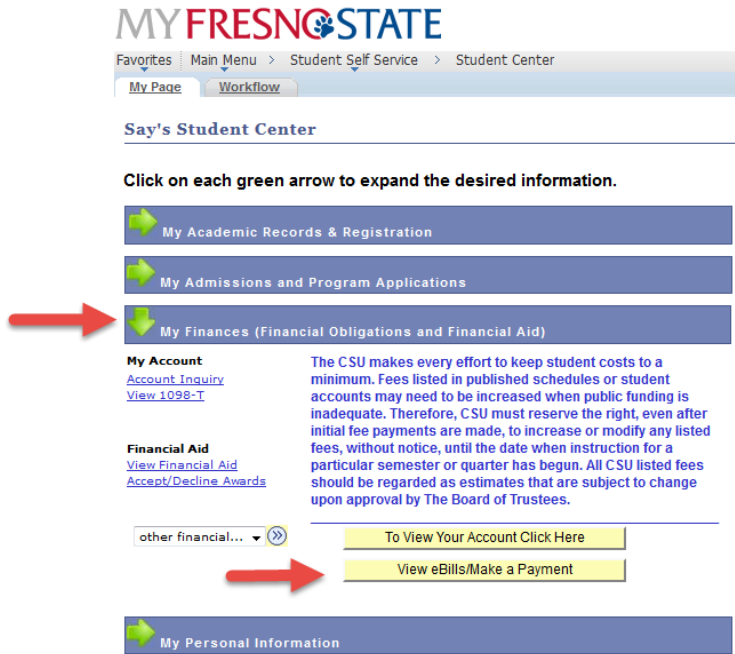 MY FRESNO STATE
Favorites Main Menu > Student Self Service > Student Center
My Page Workflow
Say's Student Center
Click on each green arrow to expand the desired information.
My Academic Records & Registration
My Admissions and Program Applications
My Finances (Financial Obligations and Financial Aid)
My Account
Account Inquiry
View 1098-T
Financial Aid
View Financial Aid
Accept/Decline Awards
other financial...
The CSU makes every effort to keep student costs to a
minimum. Fees listed in published schedules or student
accounts may need to be increased when public funding is
inadequate. Therefore, CSU must reserve the right, even after
initial fee payments are made, to increase or modify any listed
fees, without notice, until the date when instruction for a
particular semester or quarter has begun. All CSU listed fees
should be regarded as estimates that are subject to change
upon approval by The Board of Trustees.
To View Your Account Click Here
View eBills/Make a Payment
My Personal Information